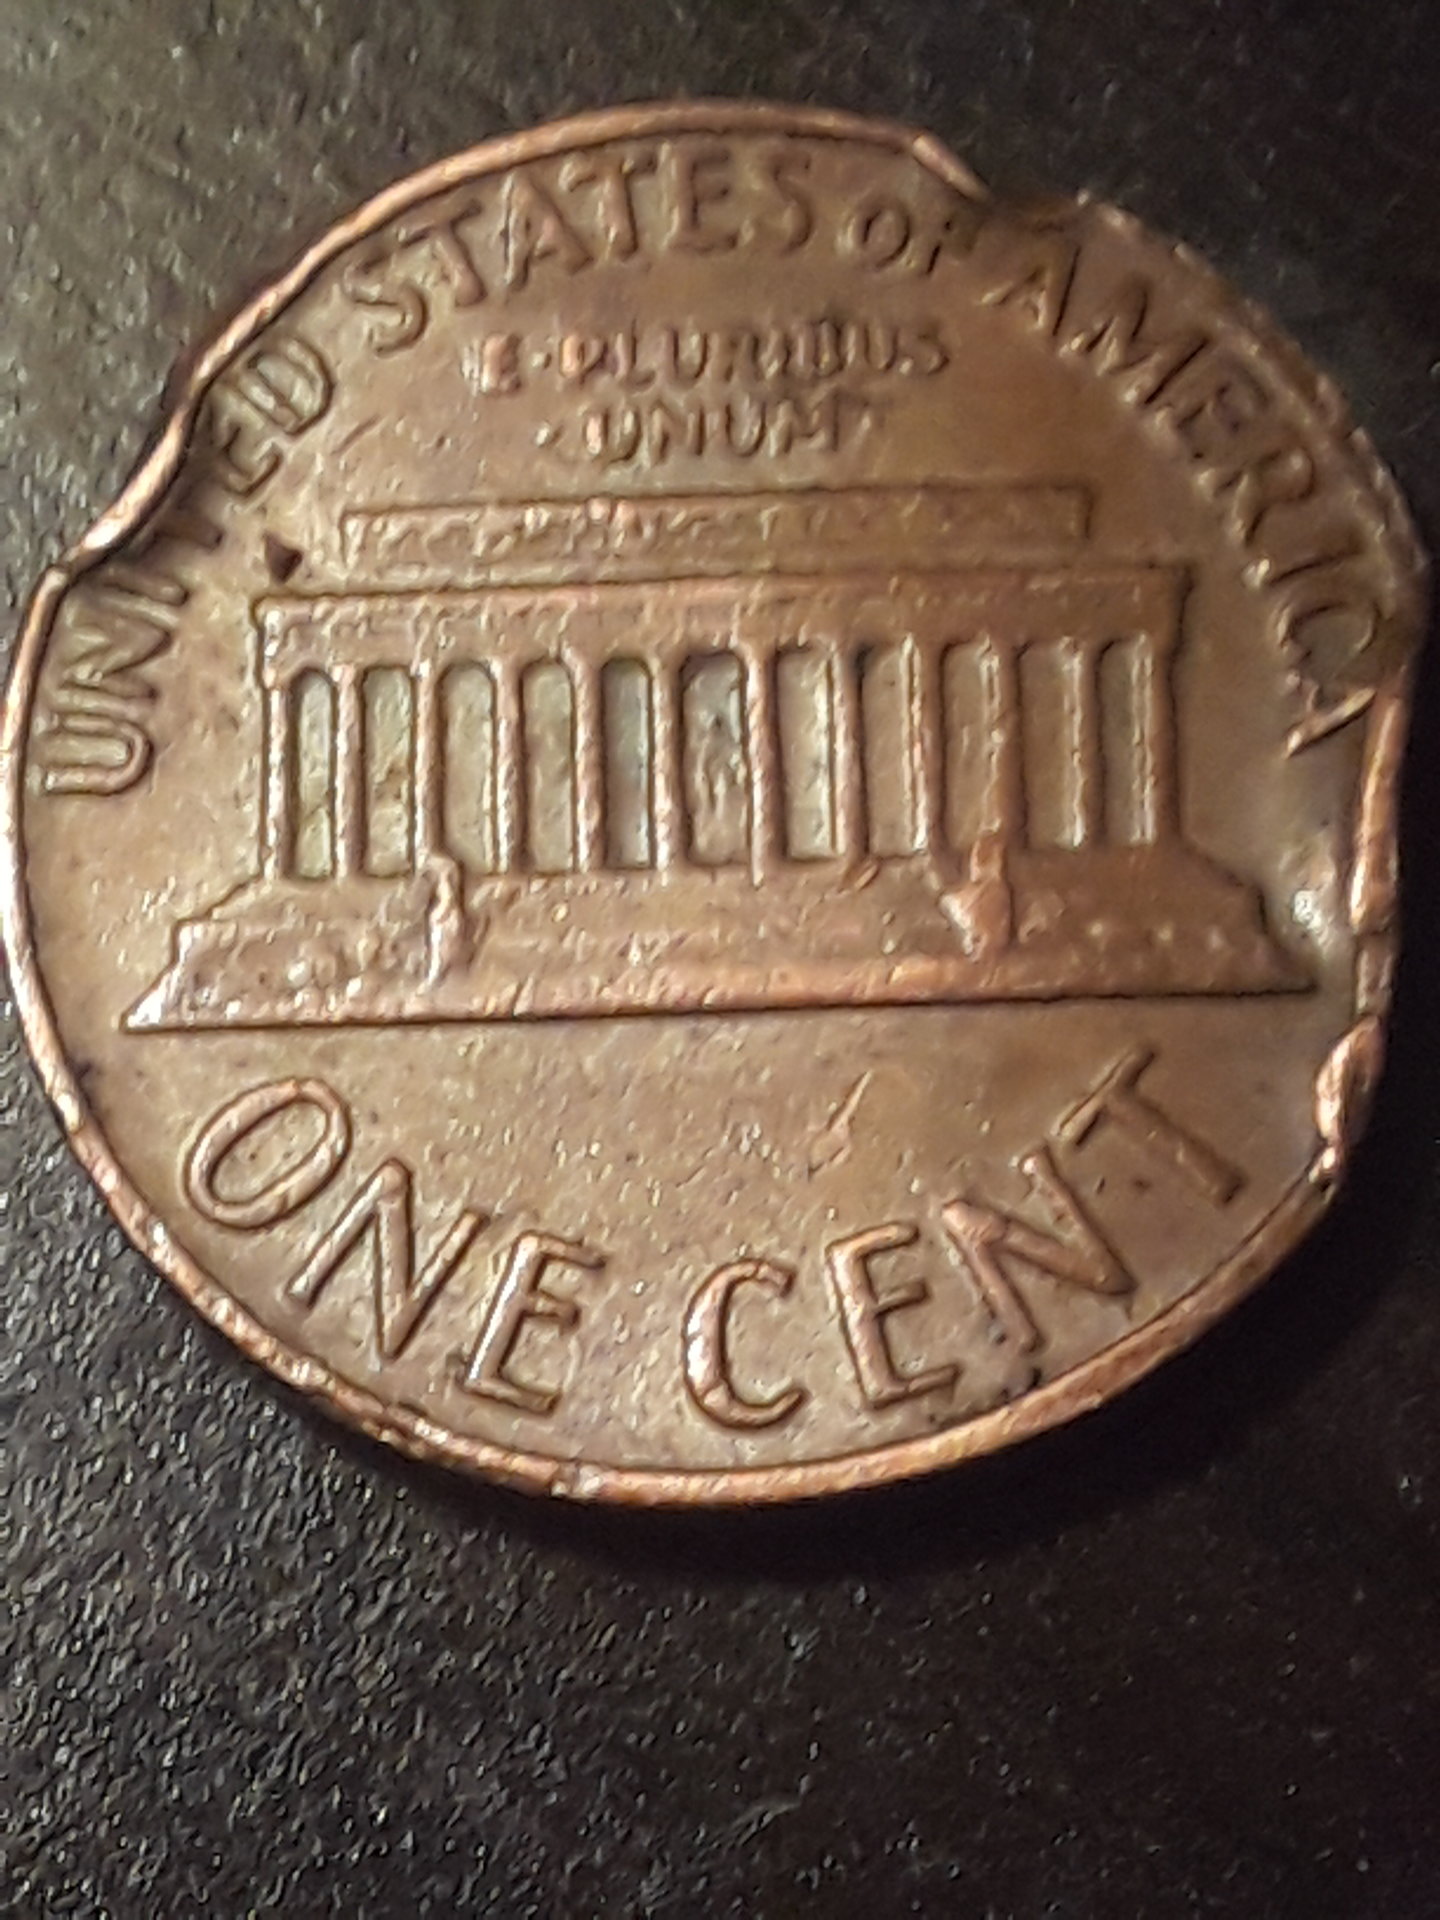 UNITED STATES OF AMERICA
E·PLURIBUS
UNUM
ONE CENT